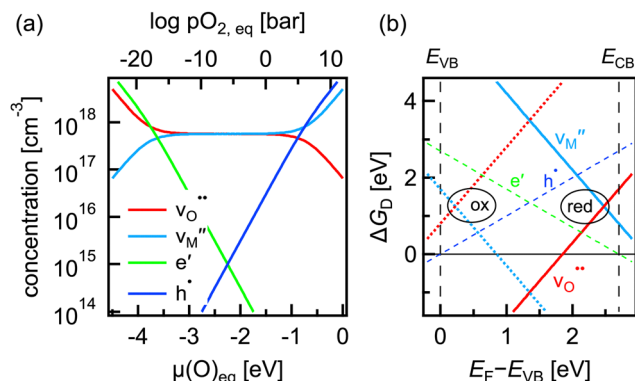 (a)
log pO2, eq [bar]
-20 -10 0 10
concentration [cm-3]
10^18
10^17
10^16
10^15
10^14
vO••
vM''
e'
h•
-4 -3 -2 -1 0
μ(O)eq [eV]
(b)
EVB
ECB
ΔGD [eV]
4
2
0
vM''
e'
h•
ox
red
vO••
0 1 2
EF−EVB [eV]